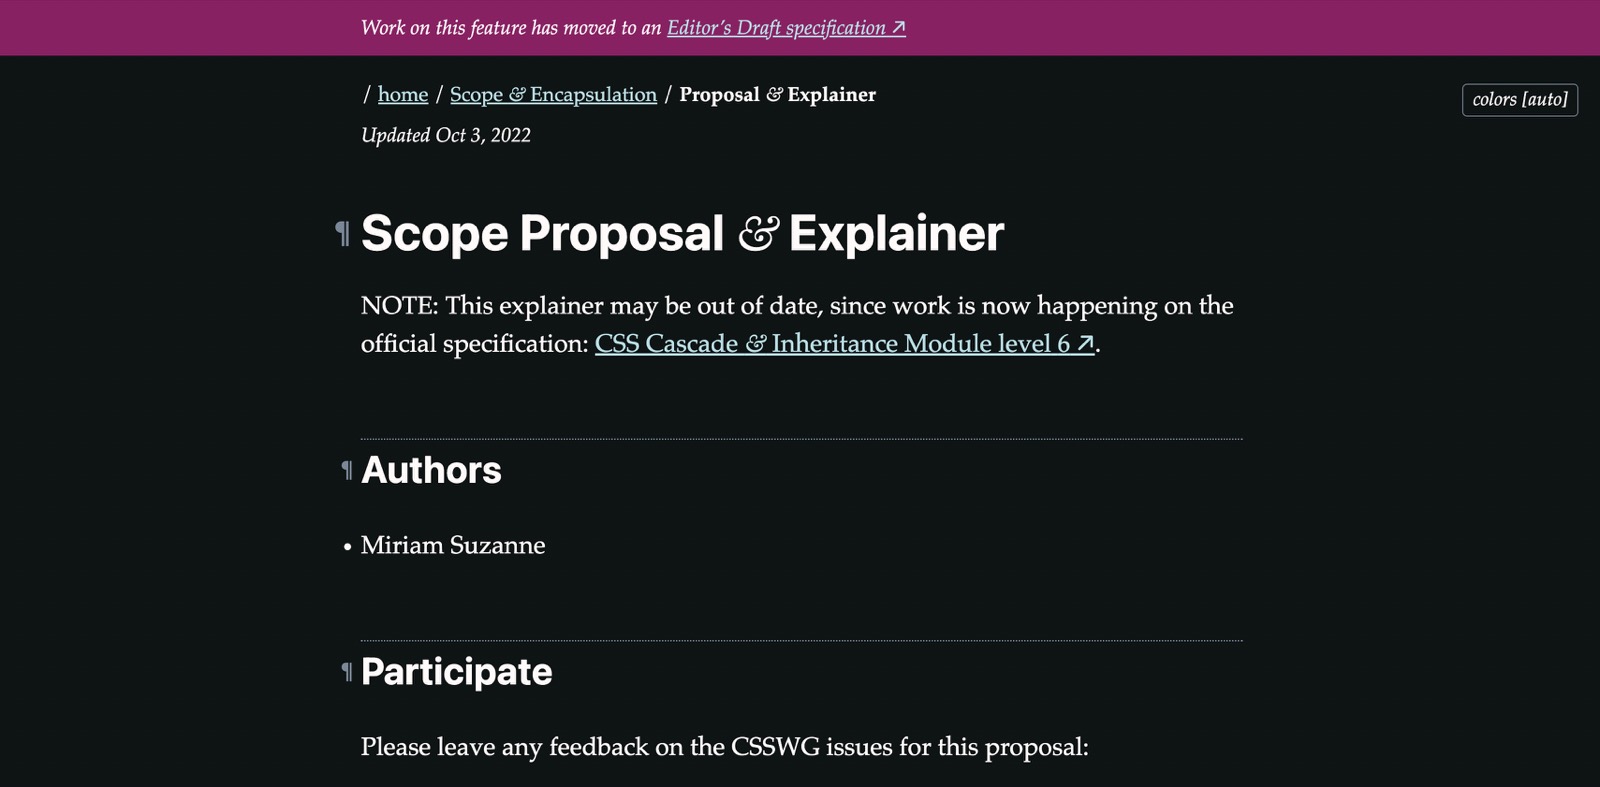 Work on this feature has moved to an Editor’s Draft specification ↗
/ home / Scope & Encapsulation / Proposal & Explainer
colors [auto]
Updated Oct 3, 2022
¶ Scope Proposal & Explainer
NOTE: This explainer may be out of date, since work is now happening on the
official specification: CSS Cascade & Inheritance Module level 6 ↗.
¶ Authors
• Miriam Suzanne
¶ Participate
Please leave any feedback on the CSSWG issues for this proposal: